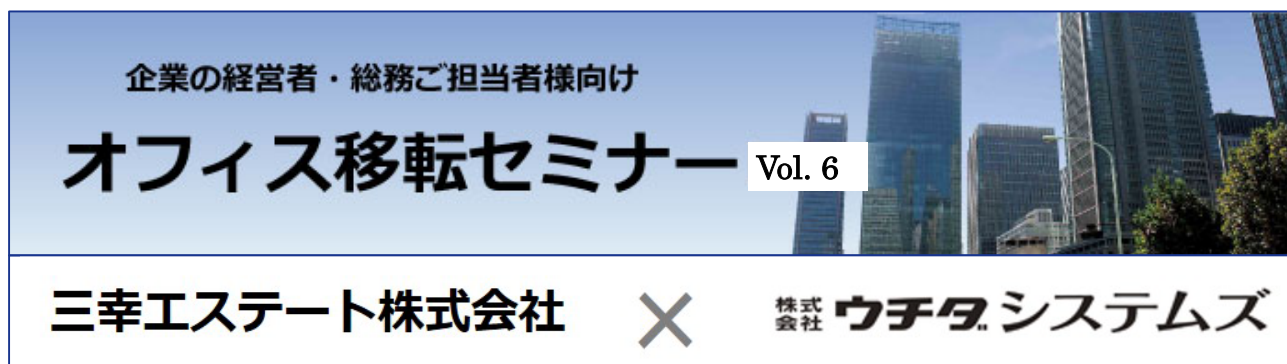 企業の経営者・総務ご担当者様向け
オフィス移転セミナー Vol. 6
三幸エステート株式会社 × 株式会社 ウチダシステムズ